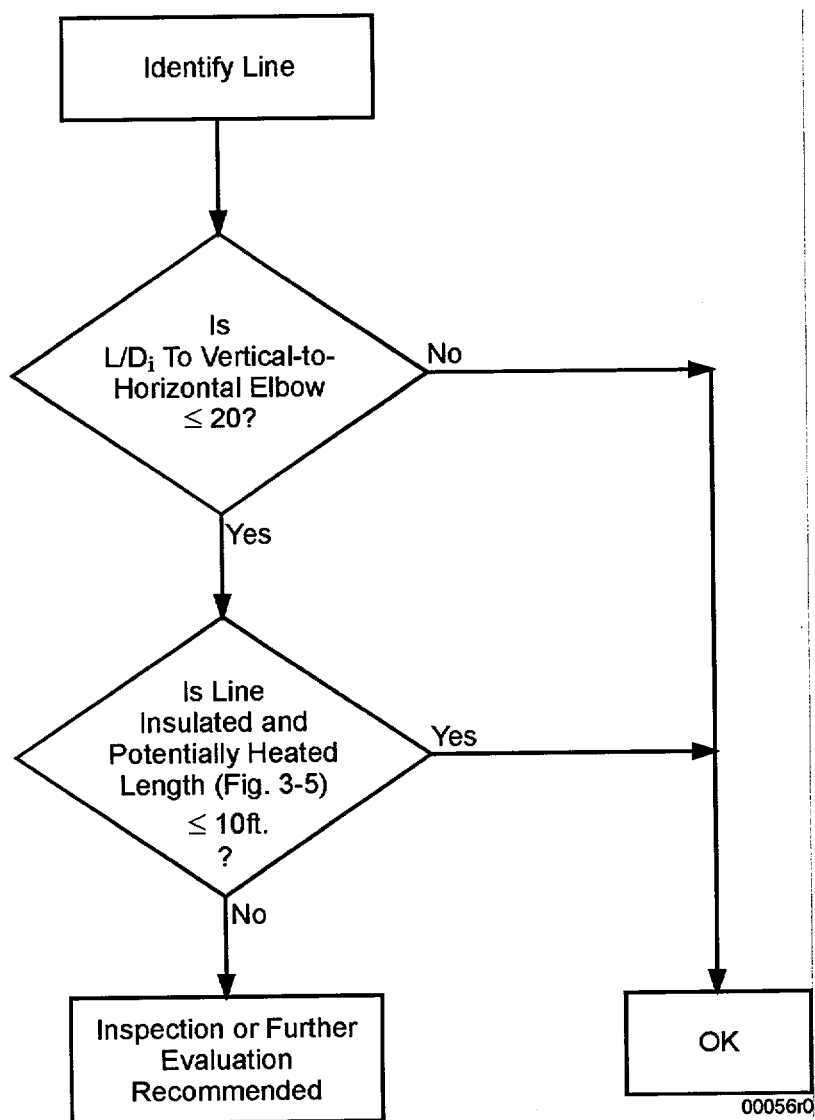 Identify Line
Is
L/Di To Vertical-to-
Horizontal Elbow
≤ 20?
No
Yes
Is Line
Insulated and
Potentially Heated
Length (Fig. 3-5)
≤ 10ft.
?
Yes
No
Inspection or Further
Evaluation
Recommended
OK
00056r0